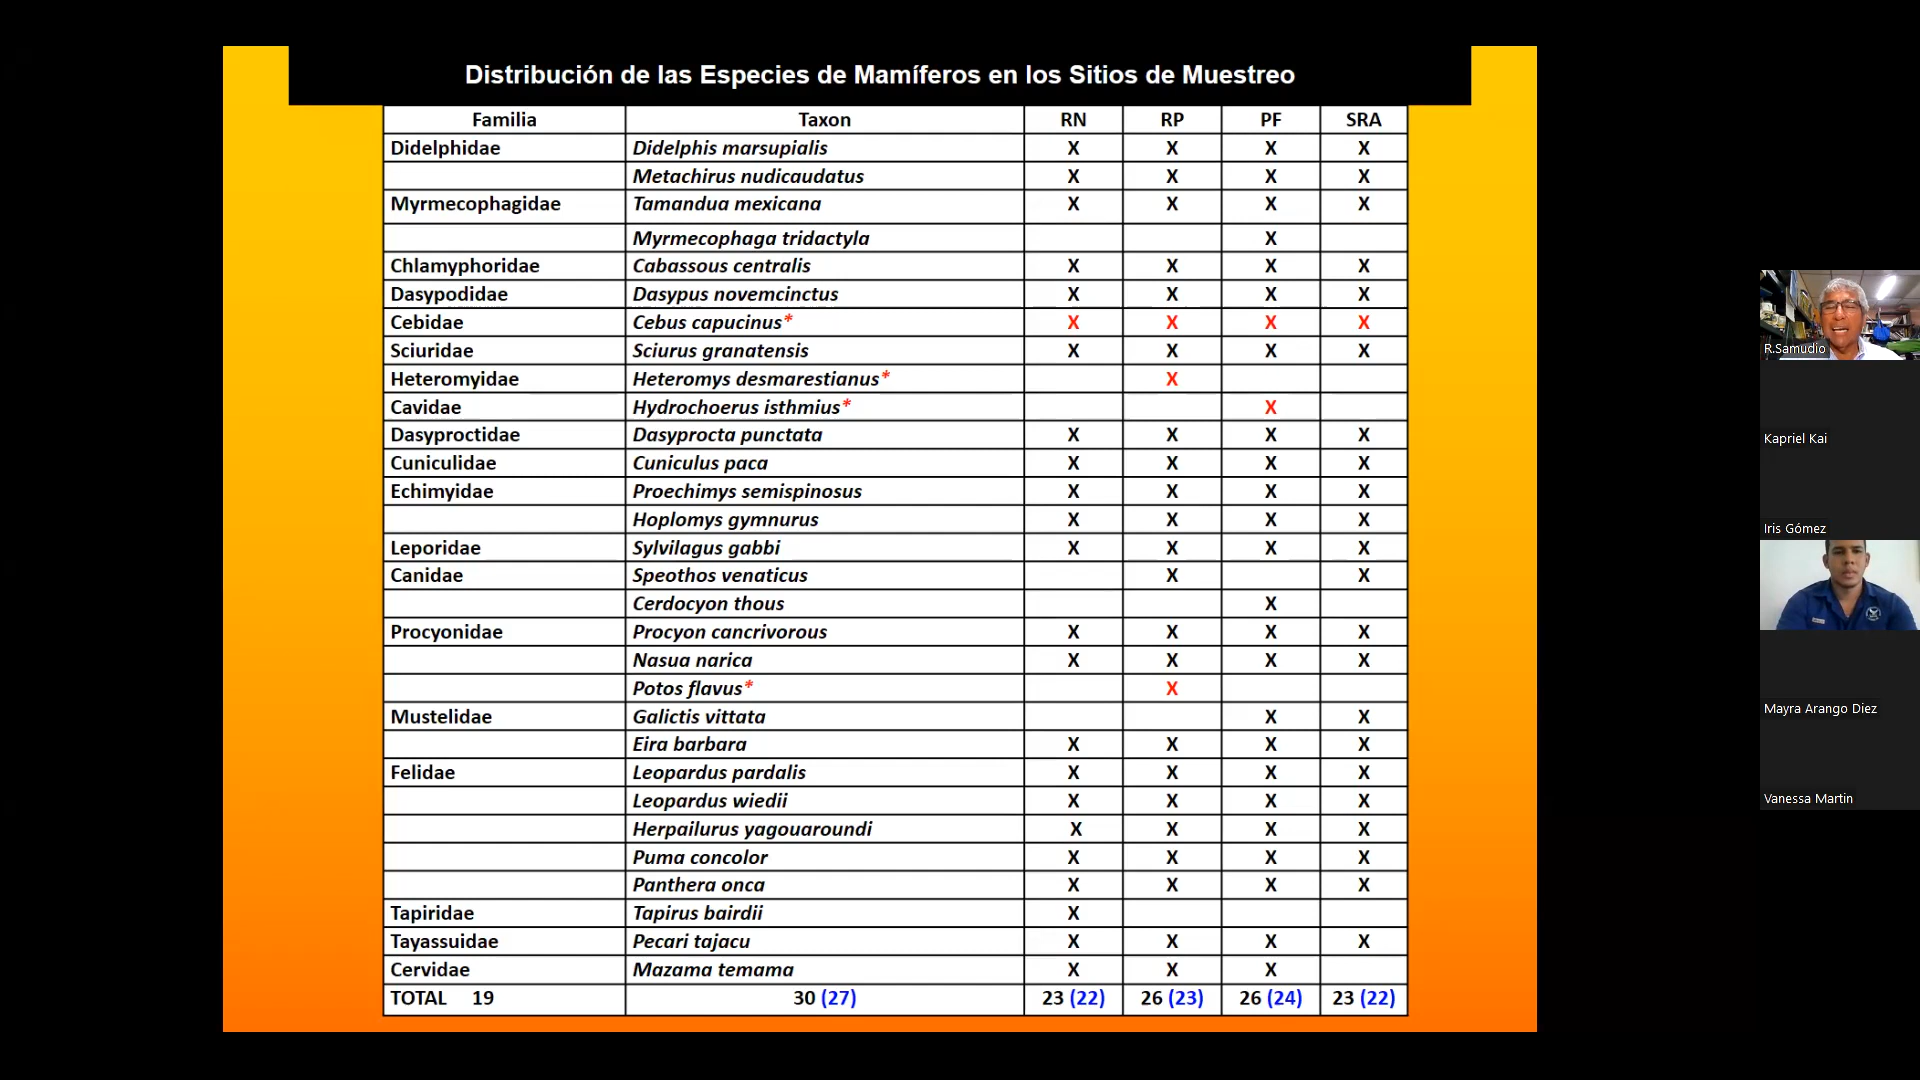 Distribución de las Especies de Mamíferos en los Sitios de Muestreo
Familia Taxon RN RP PF SRA
Didelphidae Didelphis marsupialis X X X X
Metachirus nudicaudatus X X X X
Myrmecophagidae Tamandua mexicana X X X X
Myrmecophaga tridactyla X
Chlamyphoridae Cabassous centralis X X X X
Dasypodidae Dasypus novemcinctus X X X X
Cebidae Cebus capucinus* X X X X
Sciuridae Sciurus granatensis X X X X
Heteromyidae Heteromys desmarestianus* X
Cavidae Hydrochoerus isthmius* X
Dasyproctidae Dasyprocta punctata X X X X
Cuniculidae Cuniculus paca X X X X
Echimyidae Proechimys semispinosus X X X X
Hoplomys gymnurus X X X X
Leporidae Sylvilagus gabbi X X X X
Canidae Speothos venaticus X X
Cerdocyon thous X
Procyonidae Procyon cancrivorous X X X X
Nasua narica X X X X
Potos flavus* X
Mustelidae Galictis vittata X X
Eira barbara X X X X
Felidae Leopardus pardalis X X X X
Leopardus wiedii X X X X
Herpailurus yagouaroundi X X X X
Puma concolor X X X X
Panthera onca X X X X
Tapiridae Tapirus bairdii X
Tayassuidae Pecari tajacu X X X X
Cervidae Mazama temama X X X
TOTAL 19 30 (27) 23 (22) 26 (23) 26 (24) 23 (22)
R.Samudio
Kapriel Kai
Iris Gómez
Mayra Arango Diez
Vanessa Martin